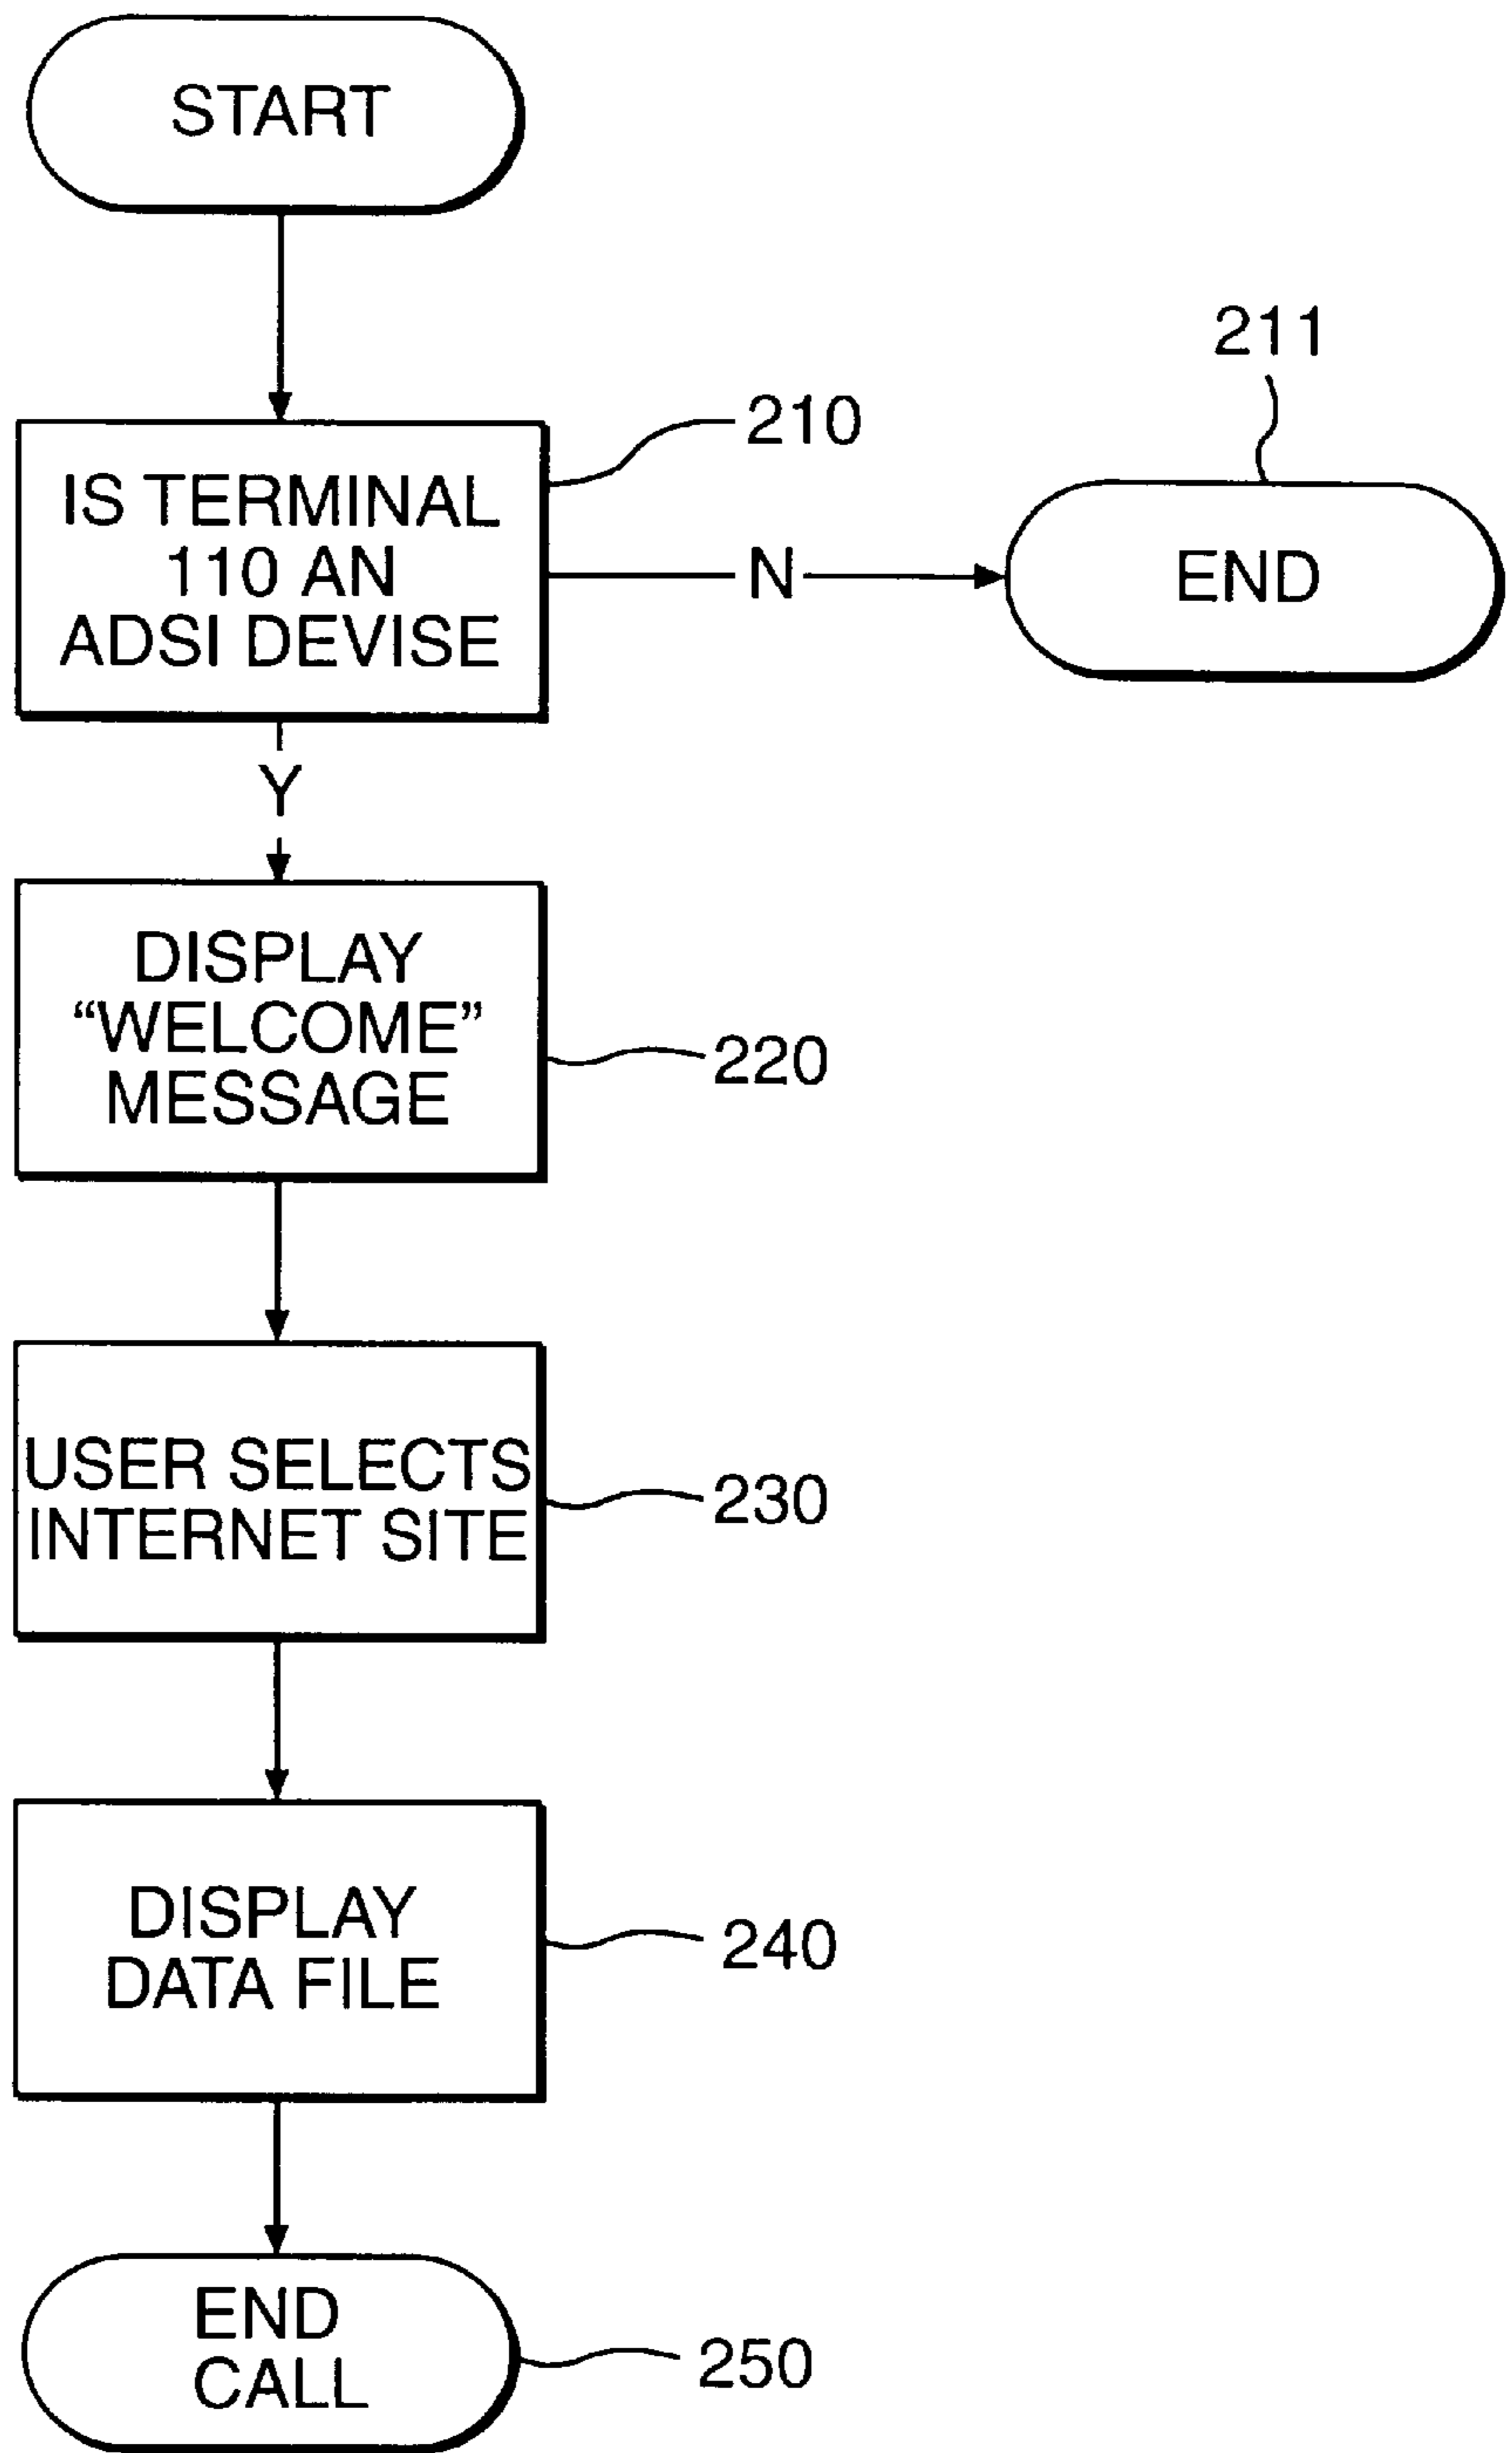 START
211
210
IS TERMINAL
110 AN
ADSI DEVISE
N
END
Y
DISPLAY
“WELCOME”
MESSAGE
220
USER SELECTS
INTERNET SITE
230
DISPLAY
DATA FILE
240
END
CALL
250